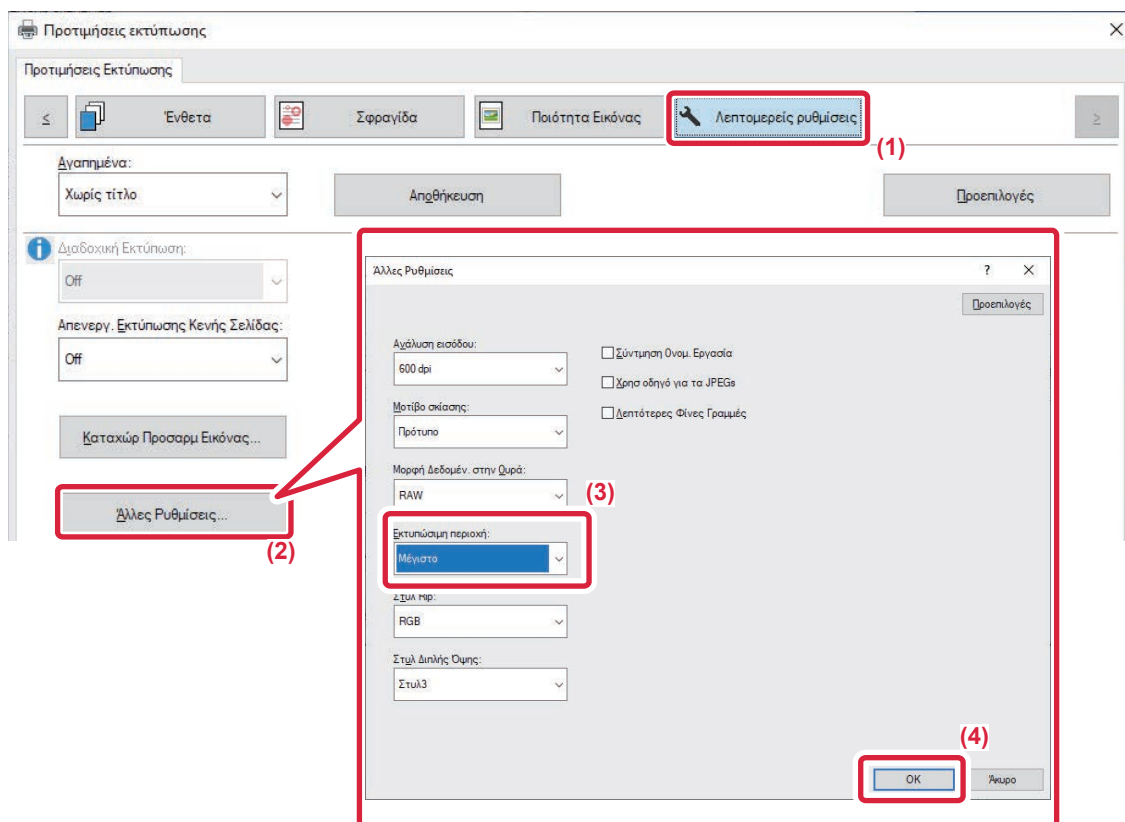 Προτιμήσεις εκτύπωσης
Προτιμήσεις Εκτύπωσης
≤ Ένθετα Σφραγίδα Ποιότητα Εικόνας Λεπτομερείς ρυθμίσεις ≥
(1)
Αγαπημένα:
Χωρίς τίτλο Αποθήκευση Προεπιλογές
Διαδοχική Εκτύπωση:
Off
Απενεργ. Εκτύπωσης Κενής Σελίδας:
Off
Καταχώρ Προσαρμ Εικόνας...
Άλλες Ρυθμίσεις...
(2)
Άλλες Ρυθμίσεις ?
Προεπιλογές
Ανάλυση εισόδου:
600 dpi
Μοτίβο σκίασης:
Πρότυπο
Μορφή Δεδομέν. στην Ουρά:
RAW
(3)
Εκτυπώσιμη περιοχή:
Μέγιστο
Στυλ Rip:
RGB
Στυλ Διπλής Όψης:
Στυλ3
Σύντμηση Ονομ. Εργασία
Χρησ οδηγό για τα JPEGs
Λεπτότερες Φίνες Γραμμές
(4)
OK Άκυρο